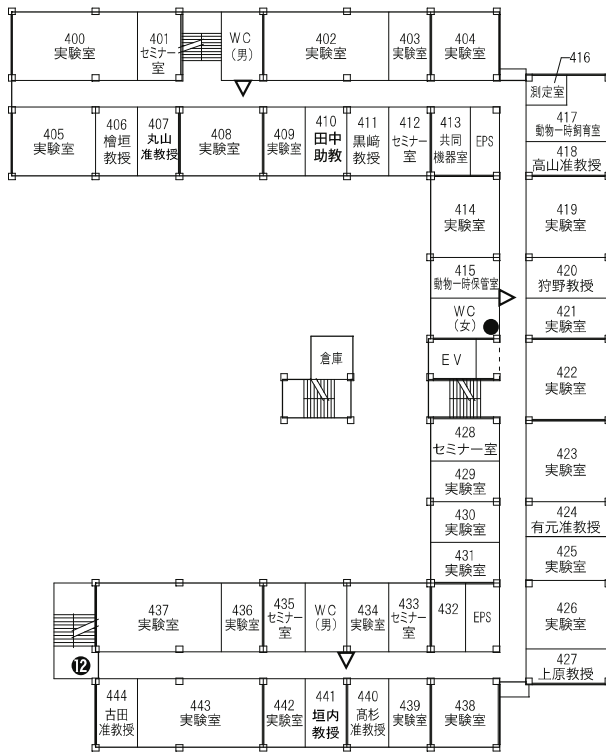 400
実験室
401
セミナー
室
WC
(男)
402
実験室
403
実験室
404
実験室
416
測定室
417
動物一時飼育室
418
高山准教授
405
実験室
406
檜垣
教授
407
丸山
准教授
408
実験室
409
実験室
410
田中
助教
411
黒﨑
教授
412
セミナー
室
413
共同
機器室
EPS
414
実験室
419
実験室
415
動物一時保管室
420
狩野教授
WC
(女)
421
実験室
倉庫
EV
422
実験室
428
セミナー室
423
実験室
429
実験室
430
実験室
424
有元准教授
431
実験室
425
実験室
437
実験室
436
実験室
435
セミナー
室
WC
(男)
434
実験室
433
セミナー
室
432
EPS
426
実験室
12
427
上原教授
444
古田
准教授
443
実験室
442
実験室
441
垣内
教授
440
髙杉
准教授
439
実験室
438
実験室